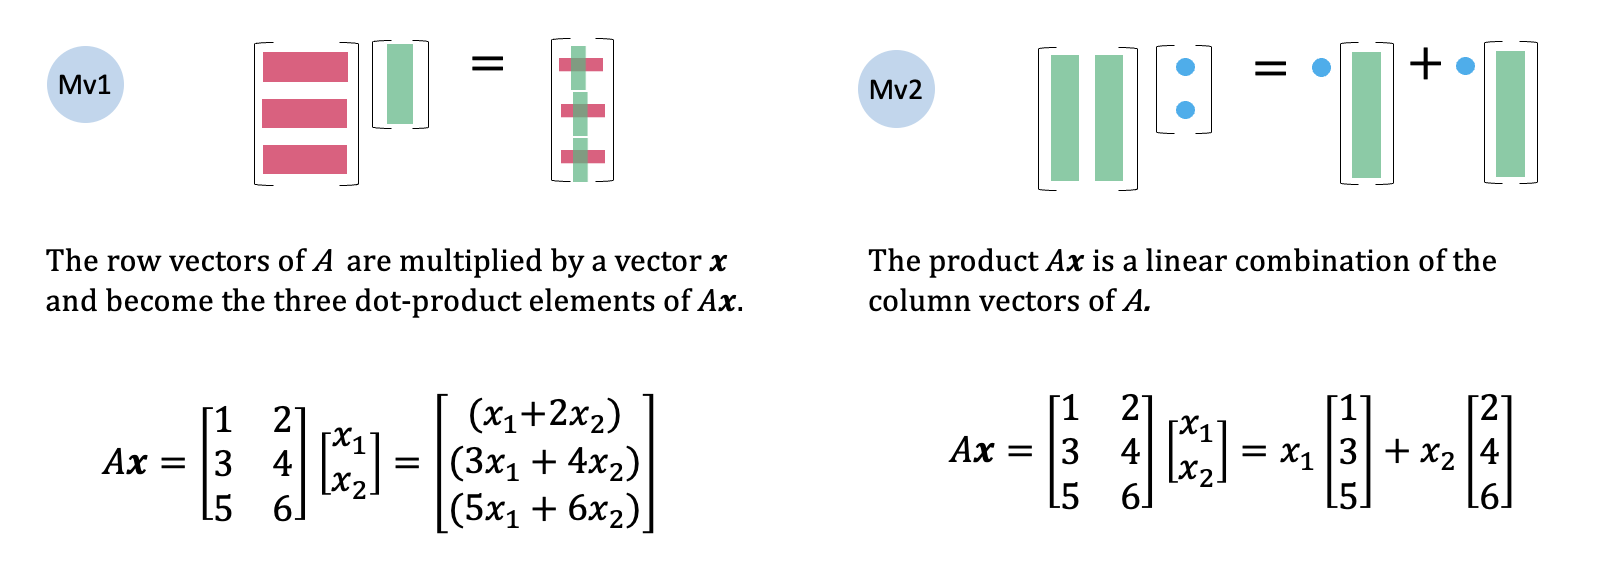 Mv1
=
Mv2
= +
The row vectors of A are multiplied by a vector x
and become the three dot-product elements of Ax.
The product Ax is a linear combination of the
column vectors of A.
Ax = [1 2; 3 4; 5 6] [x₁; x₂] = [(x₁+2x₂); (3x₁ + 4x₂); (5x₁ + 6x₂)]
Ax = [1 2; 3 4; 5 6] [x₁; x₂] = x₁ [1; 3; 5] + x₂ [2; 4; 6]